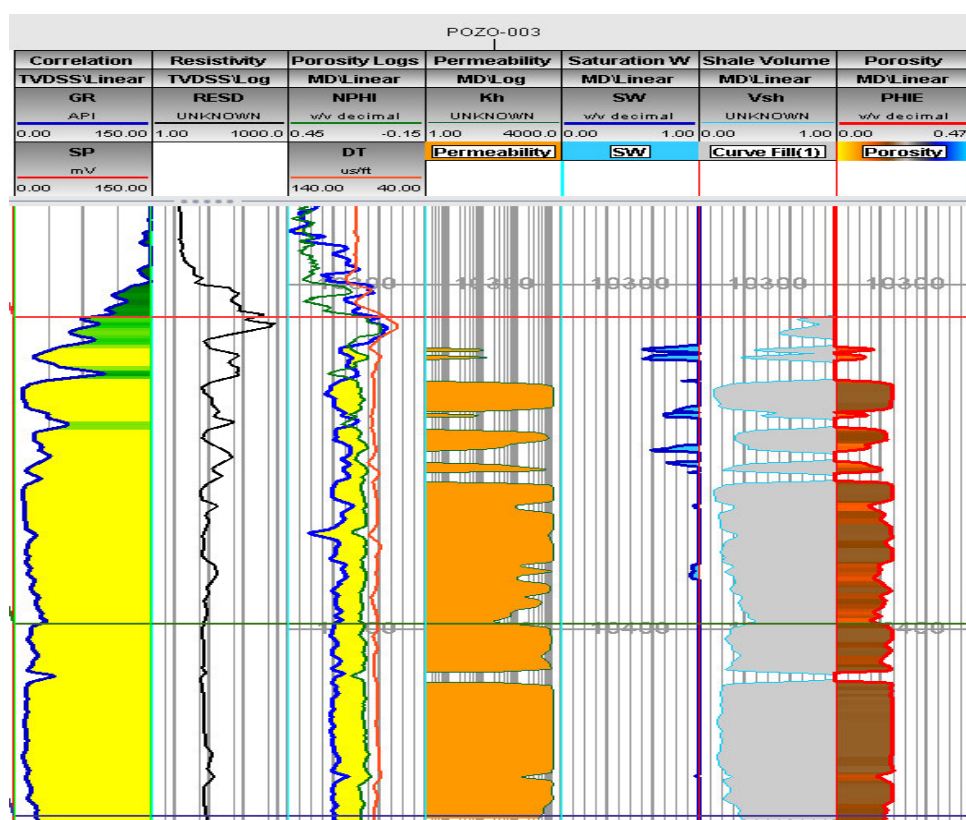 POZO-003
Correlation Resistivity Porosity Logs Permeability Saturation W Shale Volume Porosity
TVDSS\Linear TVDSS\Log MD\Linear MD\Log MD\Linear MD\Linear MD\Linear
GR RESD NPHI Kh SW Vsh PHIE
API UNKNOWN v/v decimal UNKNOWN v/v decimal UNKNOWN v/v decimal
0.00 150.00 1.00 1000.0 0.45 -0.15 1.00 4000.0 0.00 1.00 0.00 1.00 0.00 0.47
SP DT Permeability SW Curve Fill(1) Porosity
mV us/ft
0.00 150.00 140.00 40.00
10300 10300 10300 10300
10400